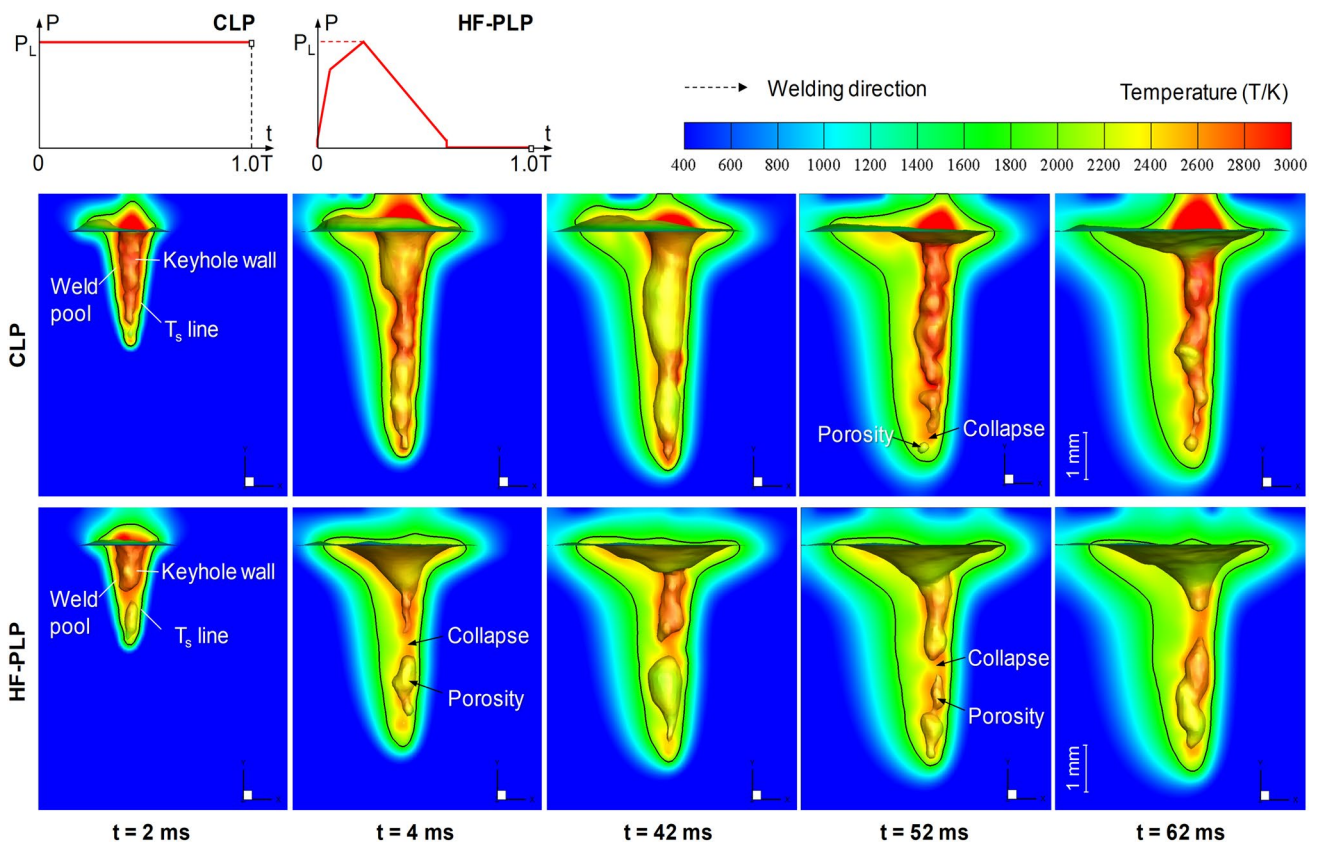 P CLP
P_L
0 1.0T t
P HF-PLP
P_L
0 1.0T t
Welding direction Temperature (T/K)
400 600 800 1000 1200 1400 1600 1800 2000 2200 2400 2600 2800 3000
CLP
Keyhole wall
Weld
pool
T_s line
Porosity
Collapse
1 mm
HF-PLP
Keyhole wall
Weld
pool
T_s line
Collapse
Porosity
Collapse
Porosity
1 mm
t = 2 ms t = 4 ms t = 42 ms t = 52 ms t = 62 ms